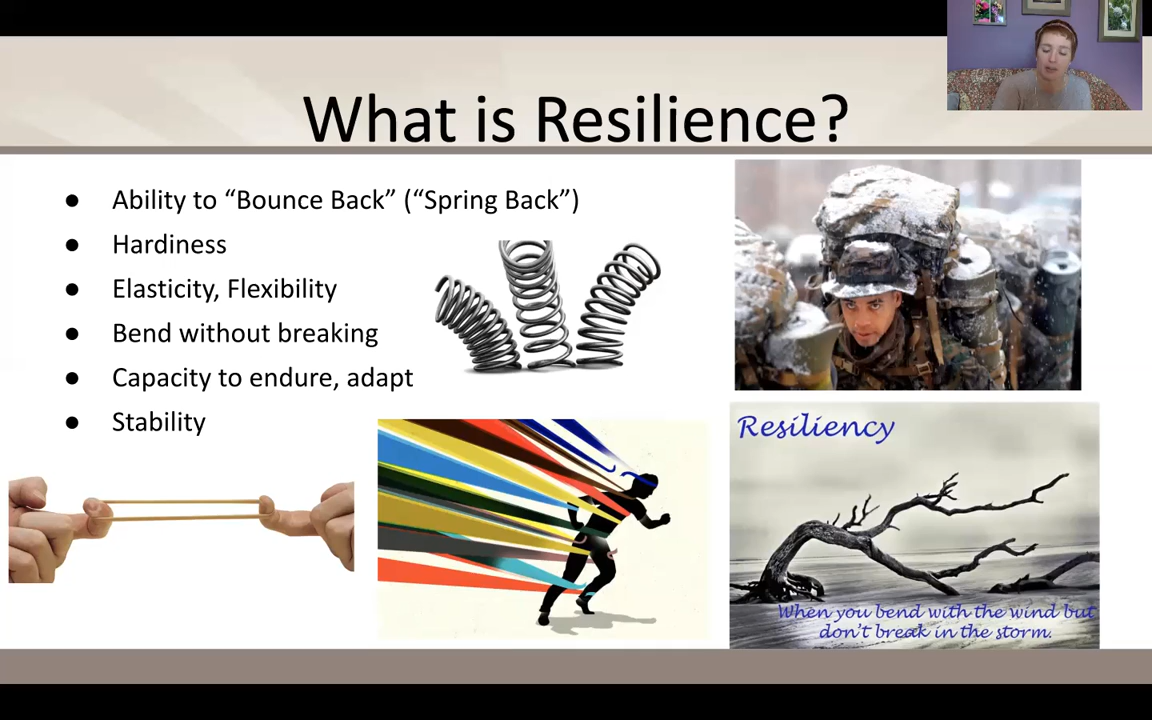 What is Resilience?
● Ability to “Bounce Back” (“Spring Back”)
● Hardiness
● Elasticity, Flexibility
● Bend without breaking
● Capacity to endure, adapt
● Stability
Resiliency
When you bend with the wind but
don't break in the storm.